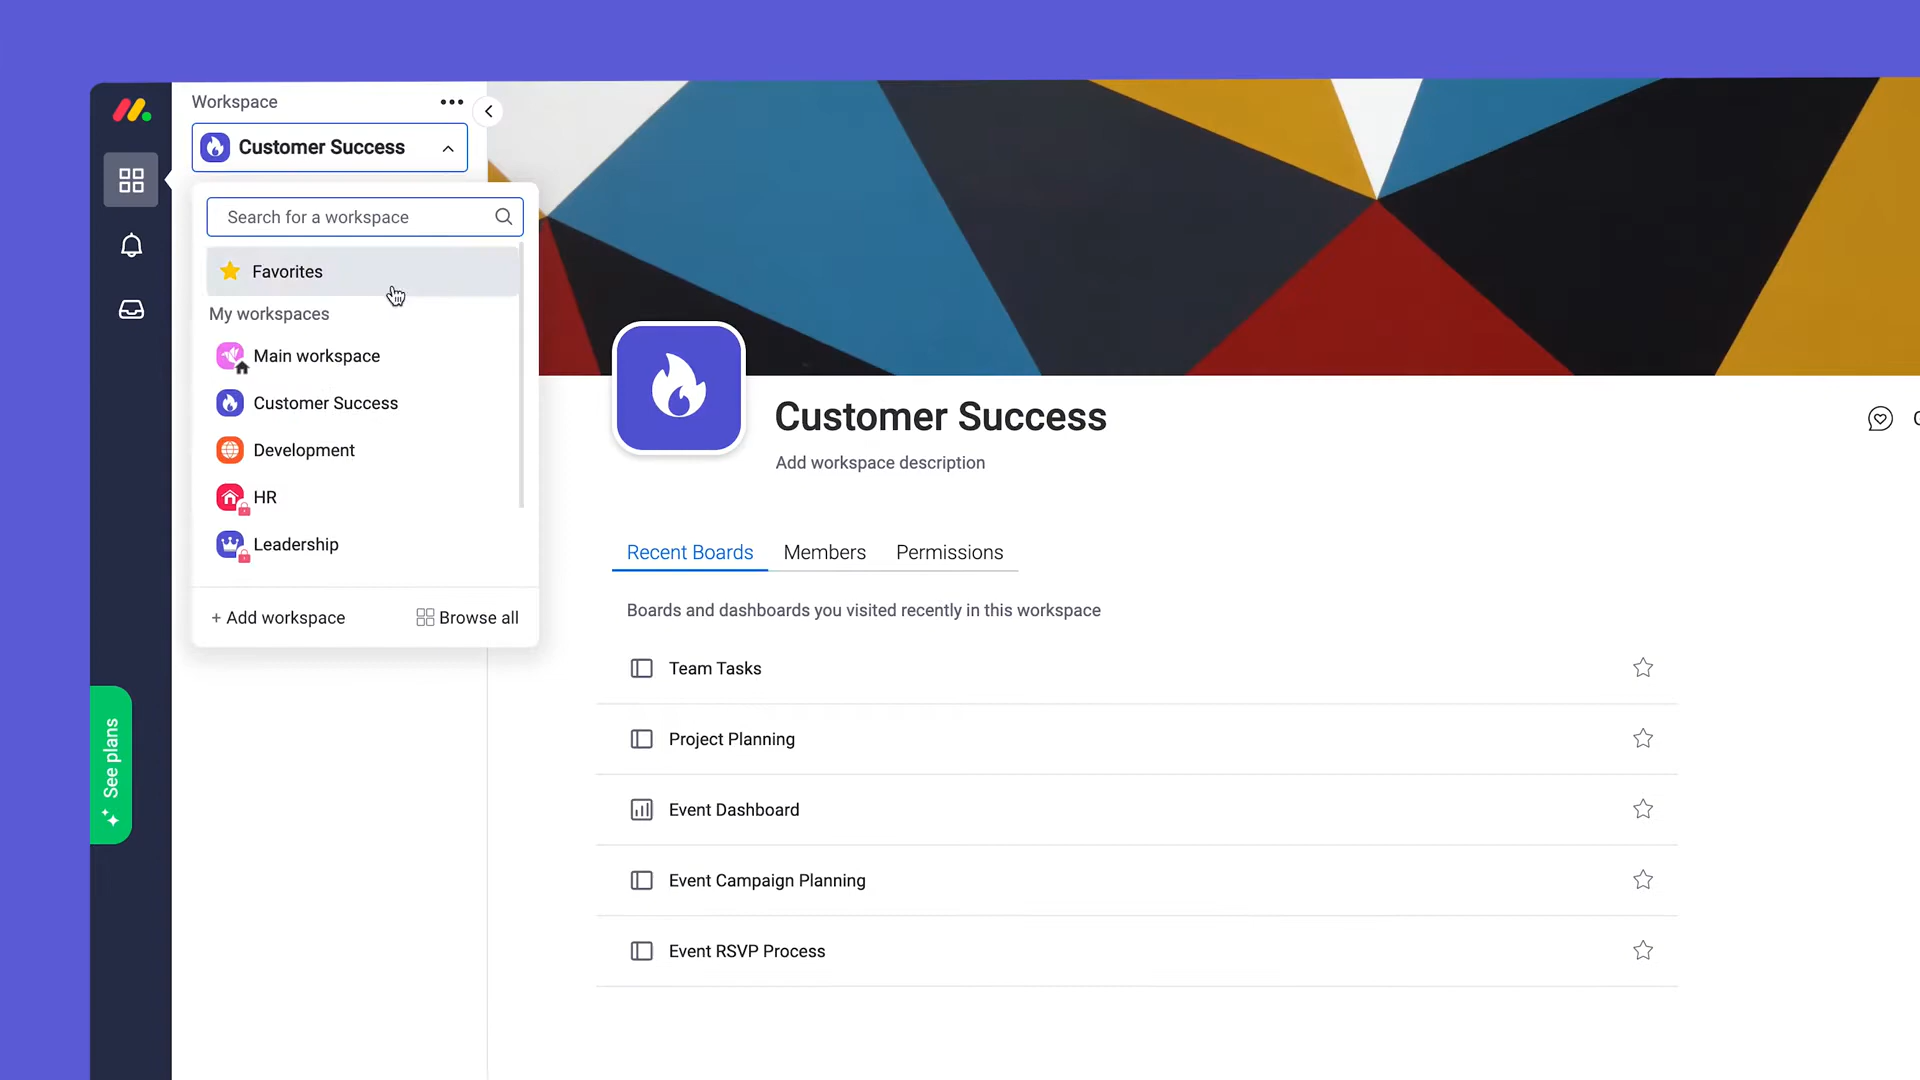 Workspace
Customer Success
Search for a workspace
Favorites
My workspaces
Main workspace
Customer Success
Development
HR
Leadership
+ Add workspace
Browse all
See plans
Customer Success
Add workspace description
Recent Boards
Members
Permissions
Boards and dashboards you visited recently in this workspace
Team Tasks
Project Planning
Event Dashboard
Event Campaign Planning
Event RSVP Process